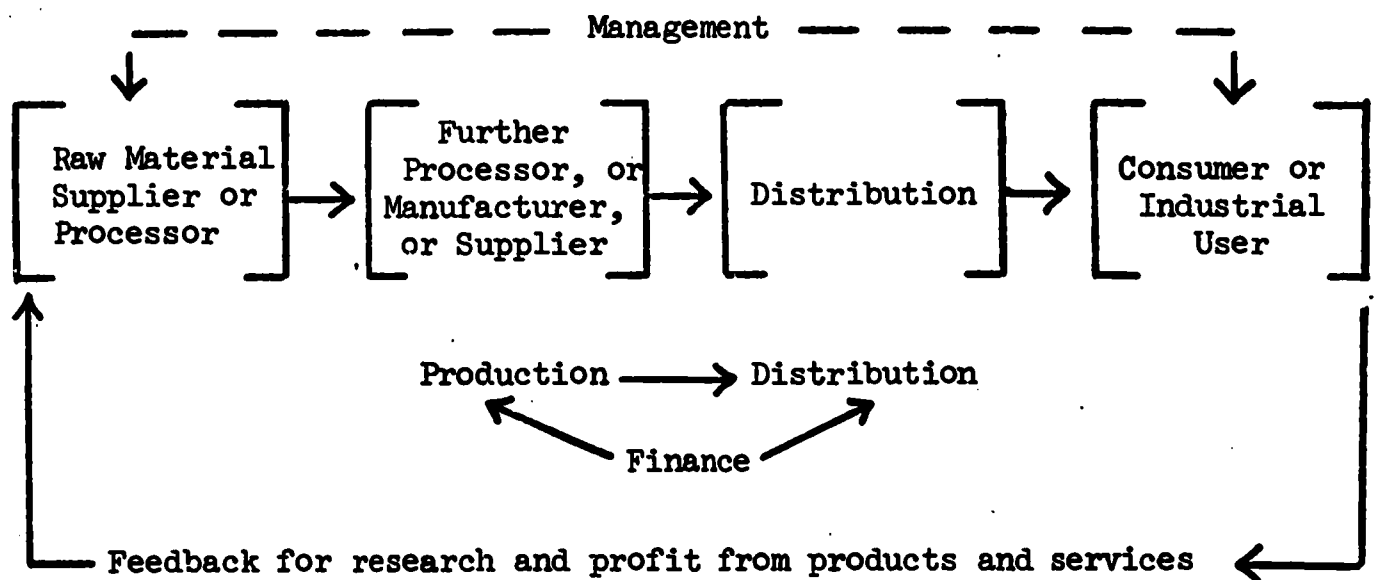 Management
Raw Material
Supplier or
Processor
Further
Processor, or
Manufacturer,
or Supplier
Distribution
Consumer or
Industrial
User
Production
Distribution
Finance
Feedback for research and profit from products and services